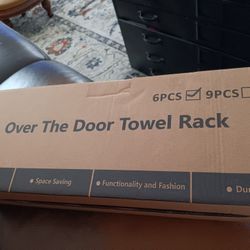 6PCS ☑ 9PCS ☐
Over The Door Towel Rack
• Space Saving • Functionality and Fashion •